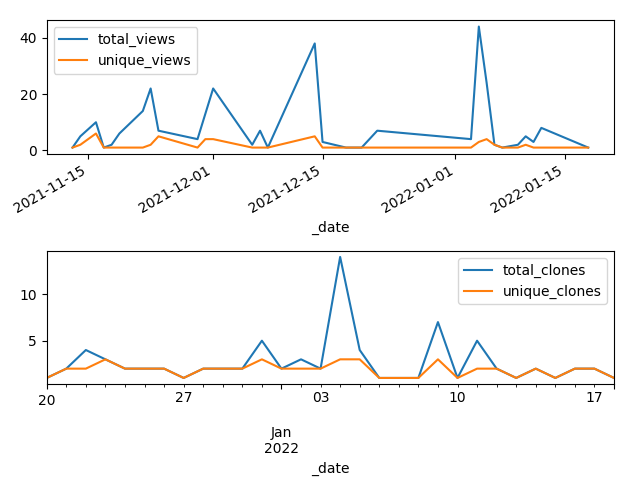 total_views
unique_views
40
20
0
2021-11-15
2021-12-01
2021-12-15
2022-01-01
2022-01-15
_date
total_clones
unique_clones
10
5
20
27
03
10
17
Jan
2022
_date